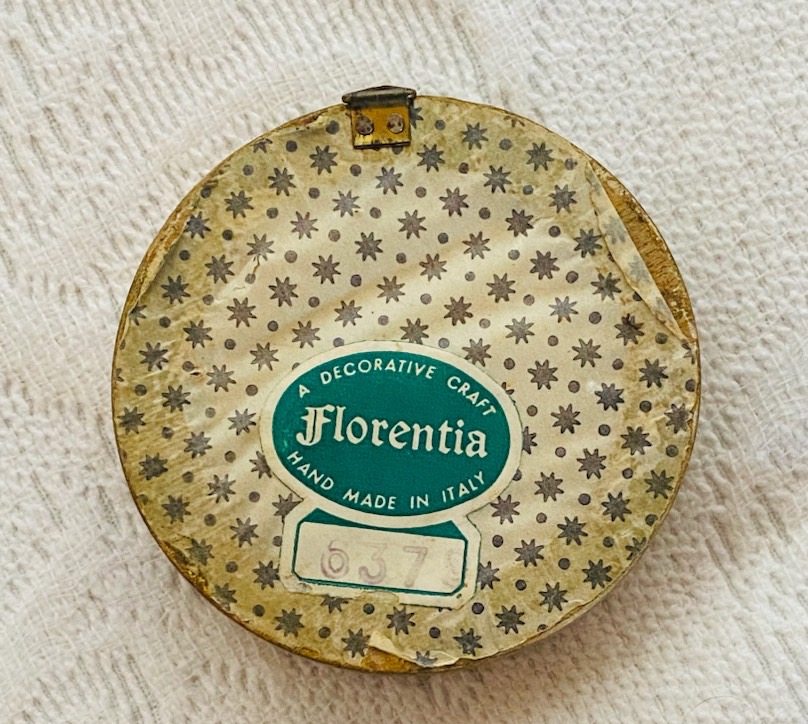 A DECORATIVE CRAFT
Florentia
HAND MADE IN ITALY
637